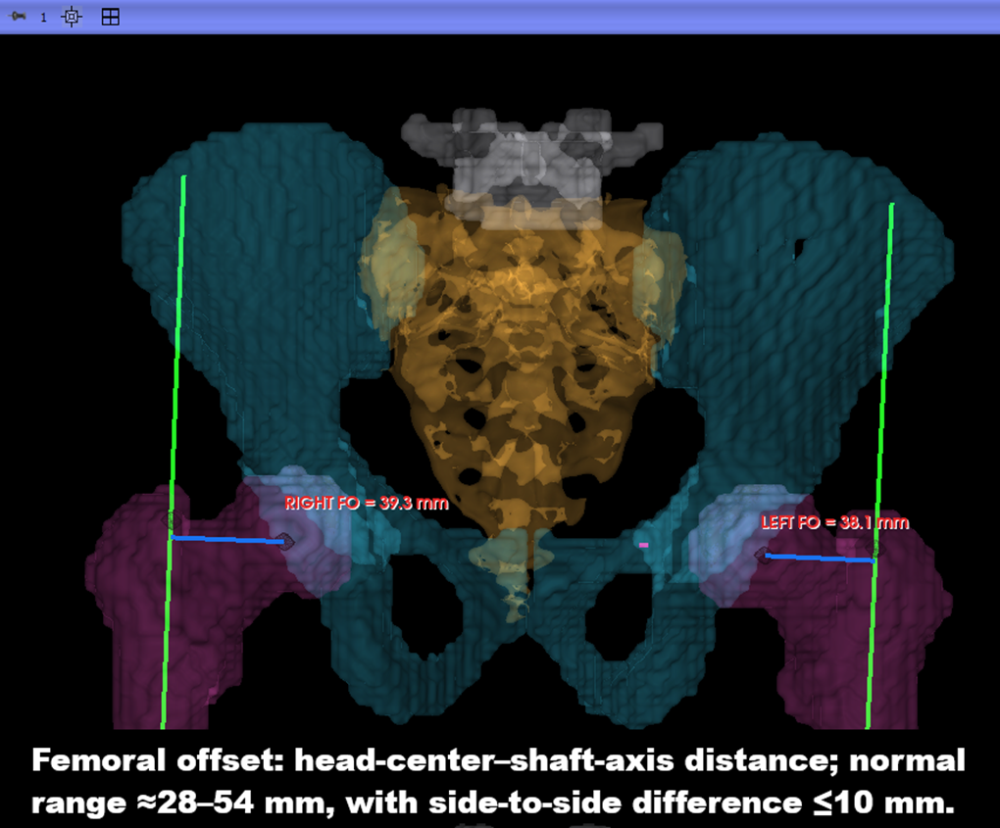 1
RIGHT FO = 39.3 mm
LEFT FO = 38.1 mm
Femoral offset: head-center–shaft-axis distance; normal
range ≈28–54 mm, with side-to-side difference ≤10 mm.